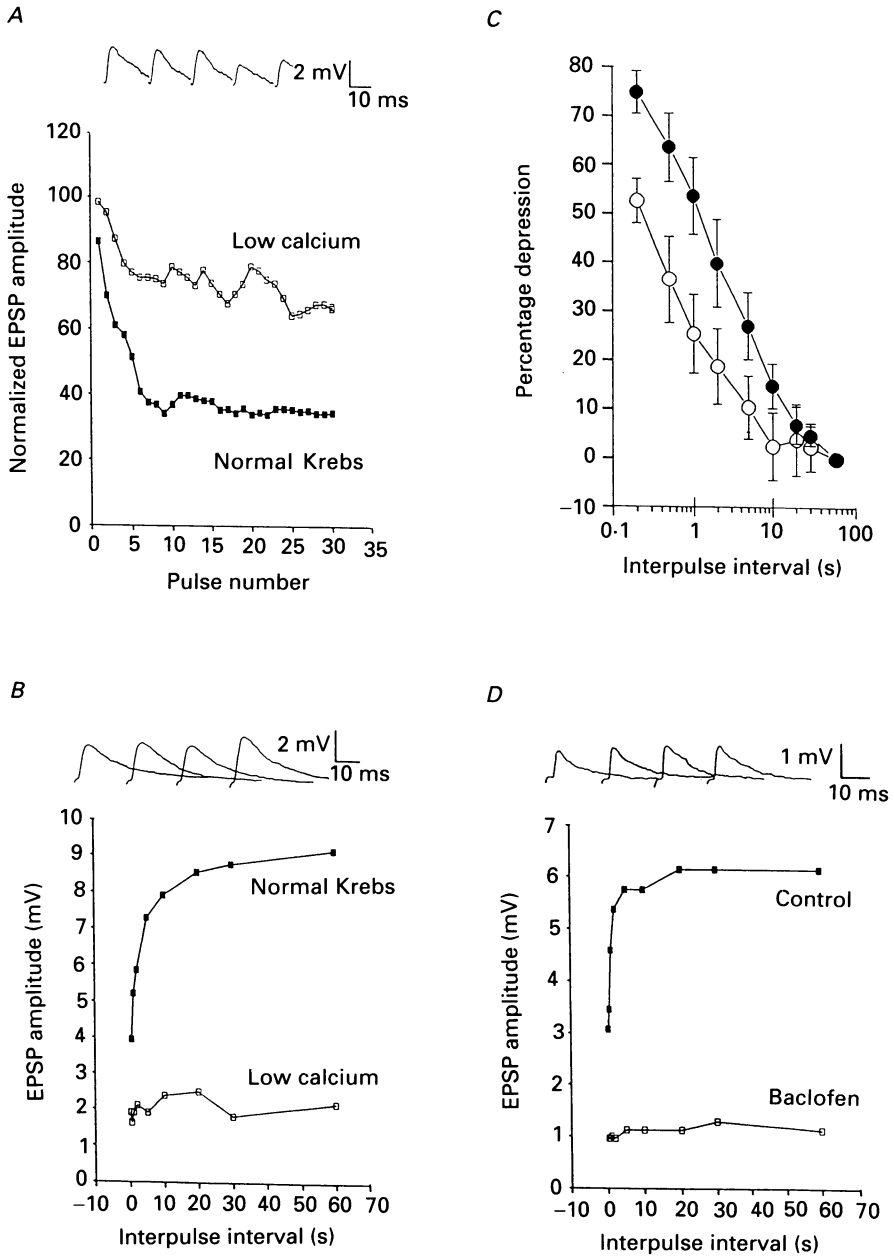 A
2 mV
10 ms
120
100
80
60
40
20
0
Normalized EPSP amplitude
Low calcium
Normal Krebs
0 5 10 15 20 25 30 35
Pulse number
C
80
70
60
50
40
30
20
10
0
−10
Percentage depression
0·1 1 10 100
Interpulse interval (s)
B
2 mV
10 ms
10
9
8
7
6
5
4
3
2
1
0
EPSP amplitude (mV)
Normal Krebs
Low calcium
−10 0 10 20 30 40 50 60 70
Interpulse interval (s)
D
1 mV
10 ms
7
6
5
4
3
2
1
0
EPSP amplitude (mV)
Control
Baclofen
−10 0 10 20 30 40 50 60 70
Interpulse interval (s)